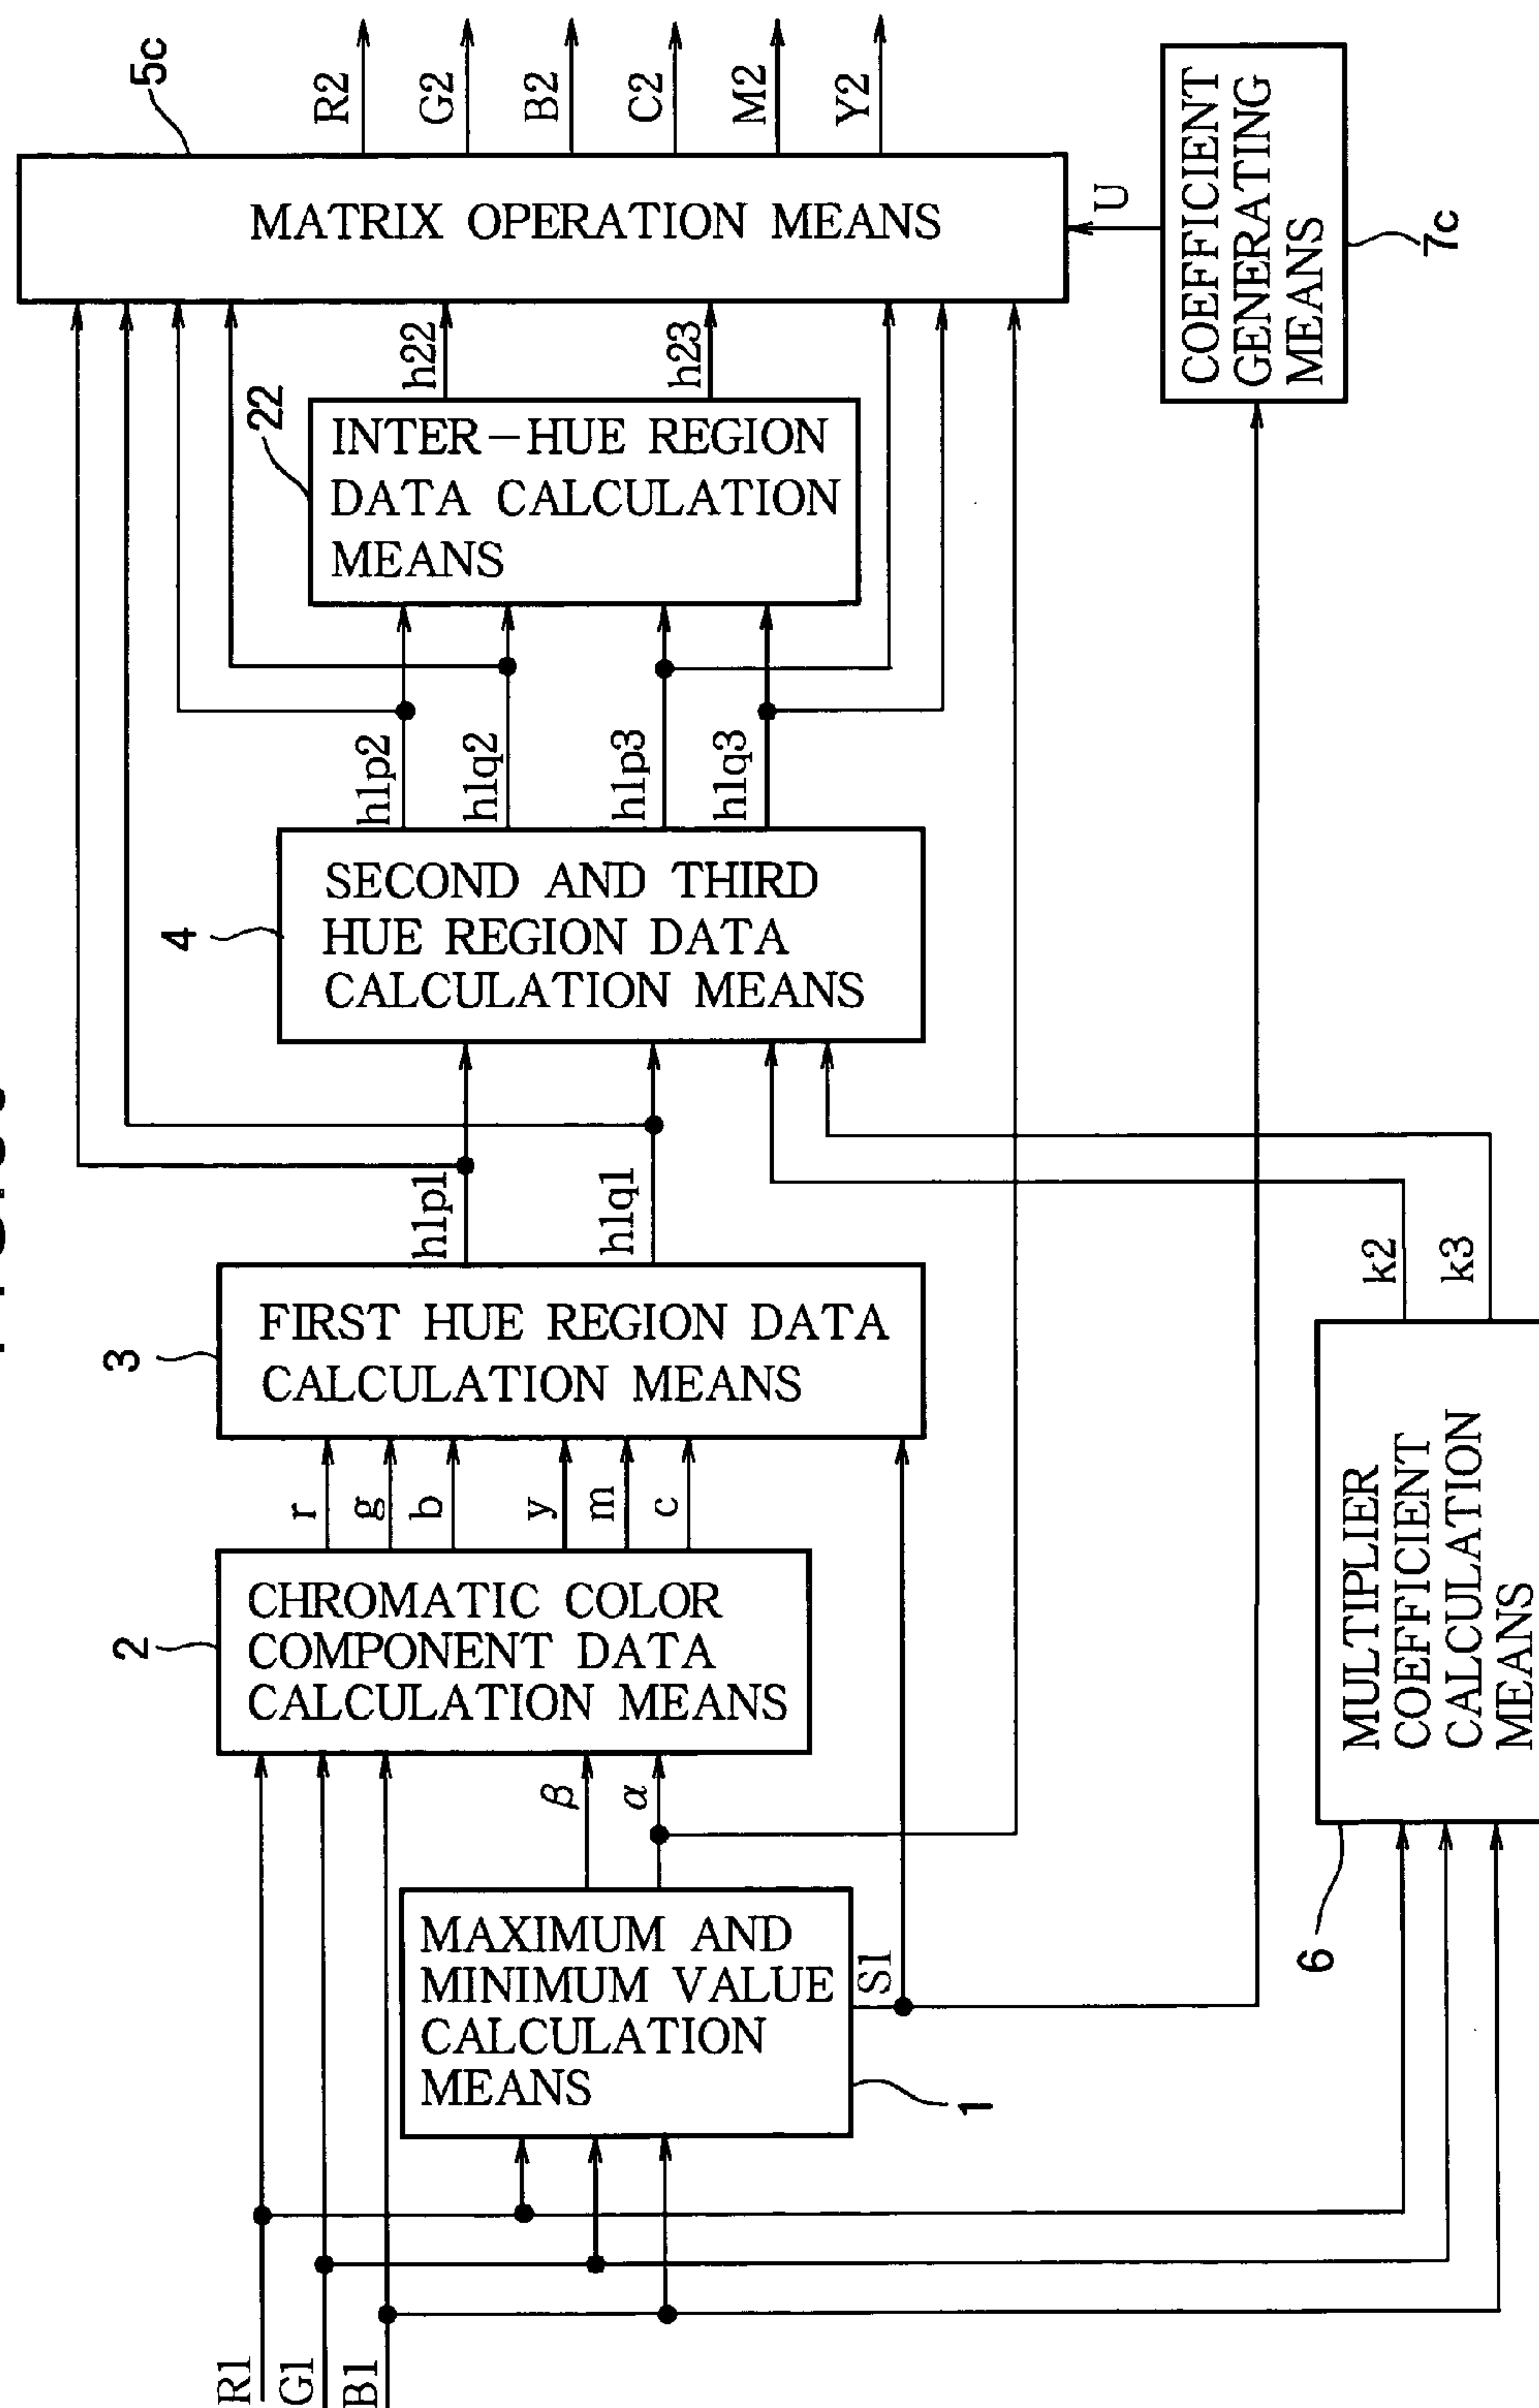 R1
G1
B1
MAXIMUM AND
MINIMUM VALUE
CALCULATION
MEANS
1
S1
β
α
2
CHROMATIC COLOR
COMPONENT DATA
CALCULATION MEANS
r
g
b
y
m
c
3
FIRST HUE REGION DATA
CALCULATION MEANS
h1p1
h1q1
6
MULTIPLIER
COEFFICIENT
CALCULATION
MEANS
k2
k3
4
SECOND AND THIRD
HUE REGION DATA
CALCULATION MEANS
h1p2
h1q2
h1p3
h1q3
22
INTER-HUE REGION
DATA CALCULATION
MEANS
h22
h23
5c
MATRIX OPERATION MEANS
U
COEFFICIENT
GENERATING
MEANS
7c
R2
G2
B2
C2
M2
Y2